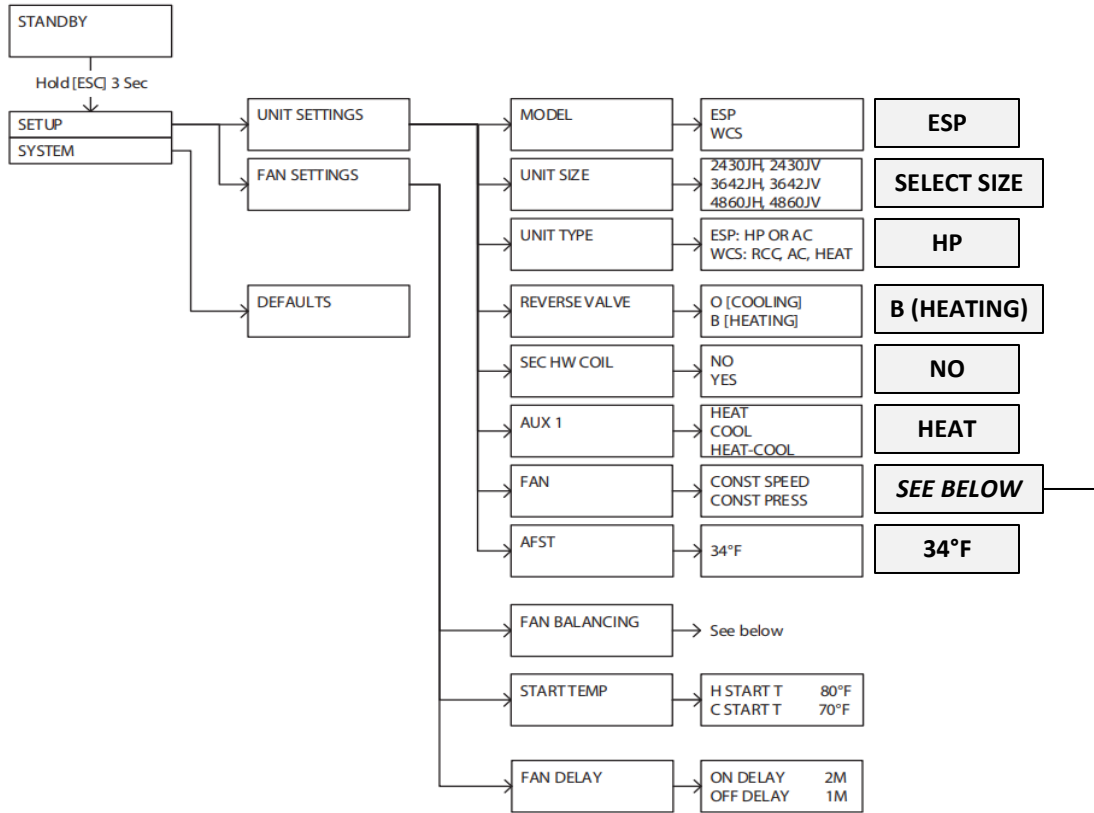 STANDBY
Hold [ESC] 3 Sec
SETUP
SYSTEM
UNIT SETTINGS
FAN SETTINGS
DEFAULTS
MODEL
ESP
WCS
ESP
UNIT SIZE
2430JH, 2430JV
3642JH, 3642JV
4860JH, 4860JV
SELECT SIZE
UNIT TYPE
ESP: HP OR AC
WCS: RCC, AC, HEAT
HP
REVERSE VALVE
O [COOLING]
B [HEATING]
B (HEATING)
SEC HW COIL
NO
YES
NO
AUX 1
HEAT
COOL
HEAT-COOL
HEAT
FAN
CONST SPEED
CONST PRESS
SEE BELOW
AFST
34°F
34°F
FAN BALANCING
See below
START TEMP
H START T 80°F
C START T 70°F
FAN DELAY
ON DELAY 2M
OFF DELAY 1M